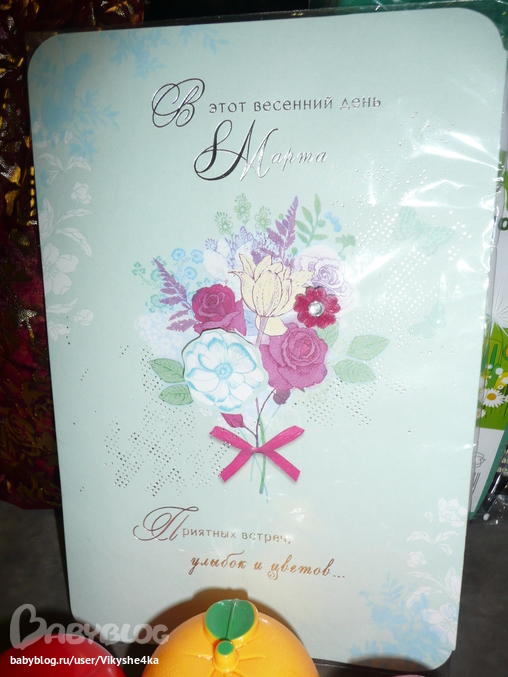 В этот весенний день
8 Марта
Приятных встреч,
улыбок и цветов...
BABYBLOG
babyblog.ru/user/Vikyshe4ka